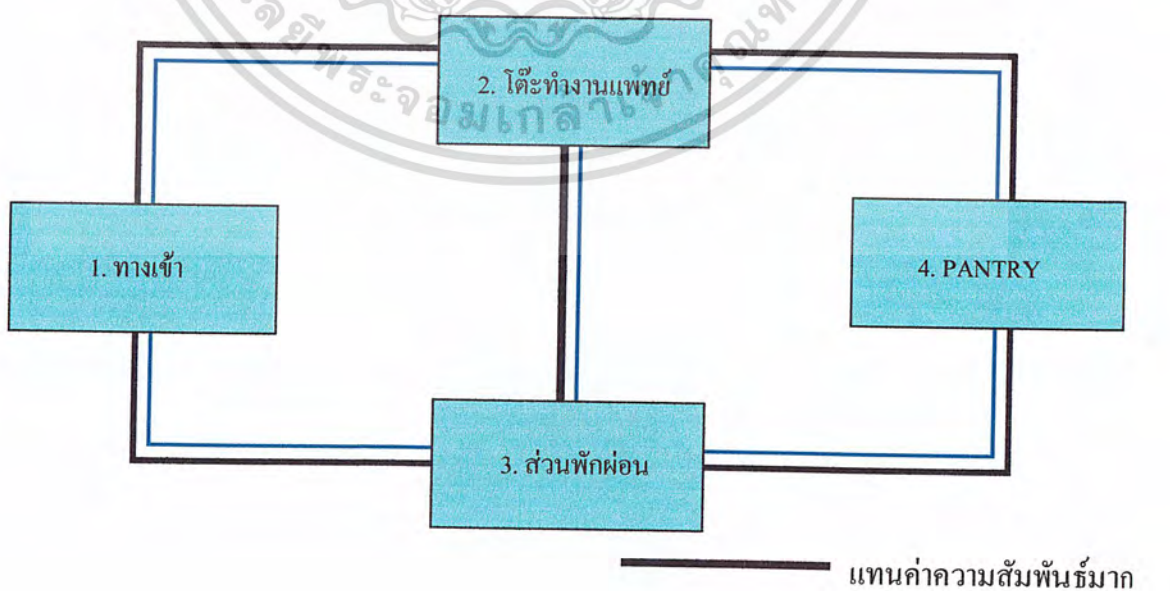 2. โต๊ะทำงานแพทย์
1. ทางเข้า
4. PANTRY
3. ส่วนพักผ่อน
แทนค่าความสัมพันธ์มาก